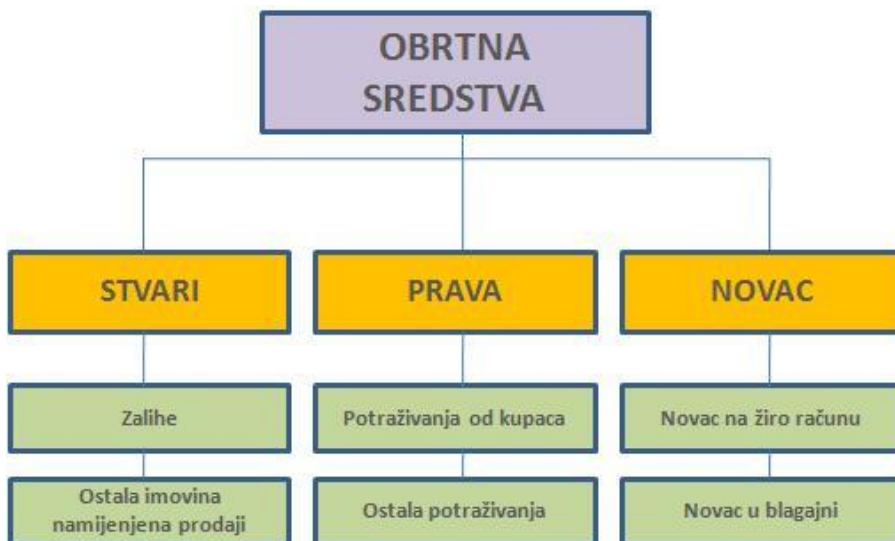 OBRTNA
SREDSTVA
STVARI
PRAVA
NOVAC
Zalihe
Potraživanja od kupaca
Novac na žiro računu
Ostala imovina
namijenjena prodaji
Ostala potraživanja
Novac u blagajni